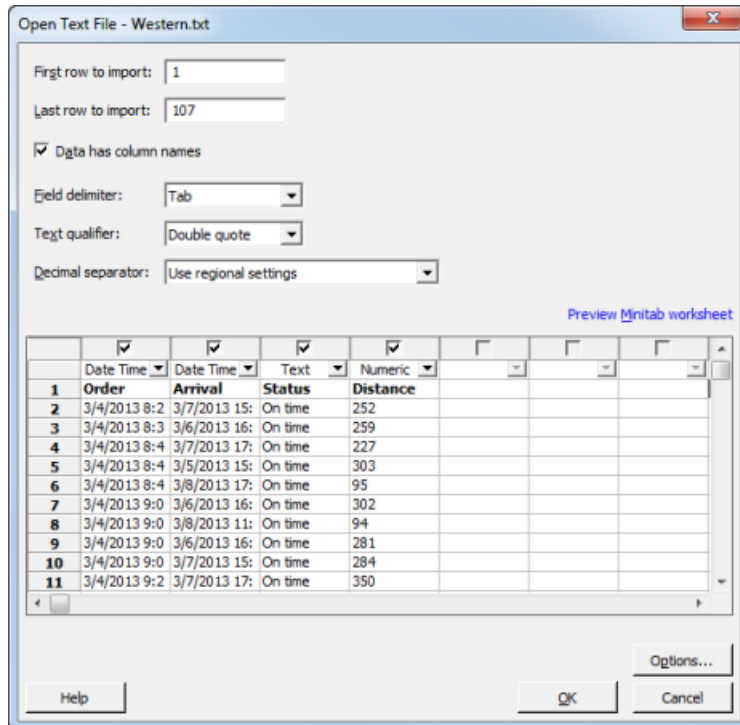 Open Text File - Western.txt
First row to import: 1
Last row to import: 107
Data has column names
Field delimiter: Tab
Text qualifier: Double quote
Decimal separator: Use regional settings
Preview Minitab worksheet
Date Time Date Time Text Numeric
1 Order Arrival Status Distance
2 3/4/2013 8:2 3/7/2013 15: On time 252
3 3/4/2013 8:3 3/6/2013 16: On time 259
4 3/4/2013 8:4 3/7/2013 17: On time 227
5 3/4/2013 8:4 3/5/2013 15: On time 303
6 3/4/2013 8:4 3/8/2013 17: On time 95
7 3/4/2013 9:0 3/6/2013 16: On time 302
8 3/4/2013 9:0 3/8/2013 11: On time 94
9 3/4/2013 9:0 3/6/2013 16: On time 281
10 3/4/2013 9:0 3/7/2013 15: On time 284
11 3/4/2013 9:2 3/7/2013 17: On time 350
Options...
Help OK Cancel